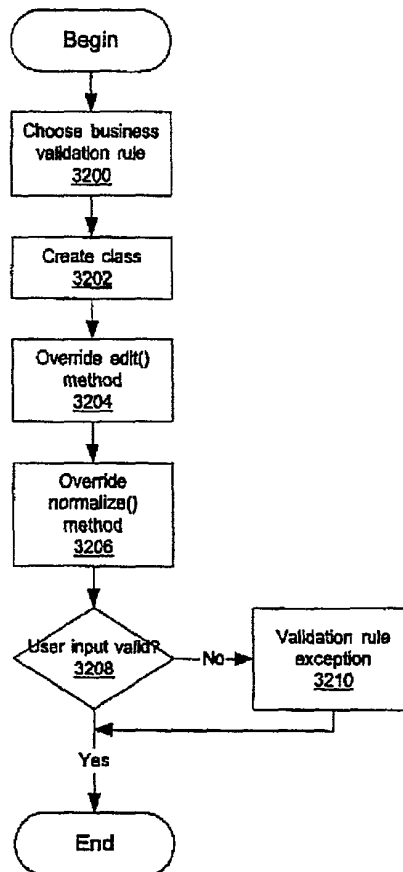 Begin
Choose business
validation rule
3200
Create class
3202
Override edit()
method
3204
Override
normalize()
method
3206
User input valid?
3208
No
Validation rule
exception
3210
Yes
End